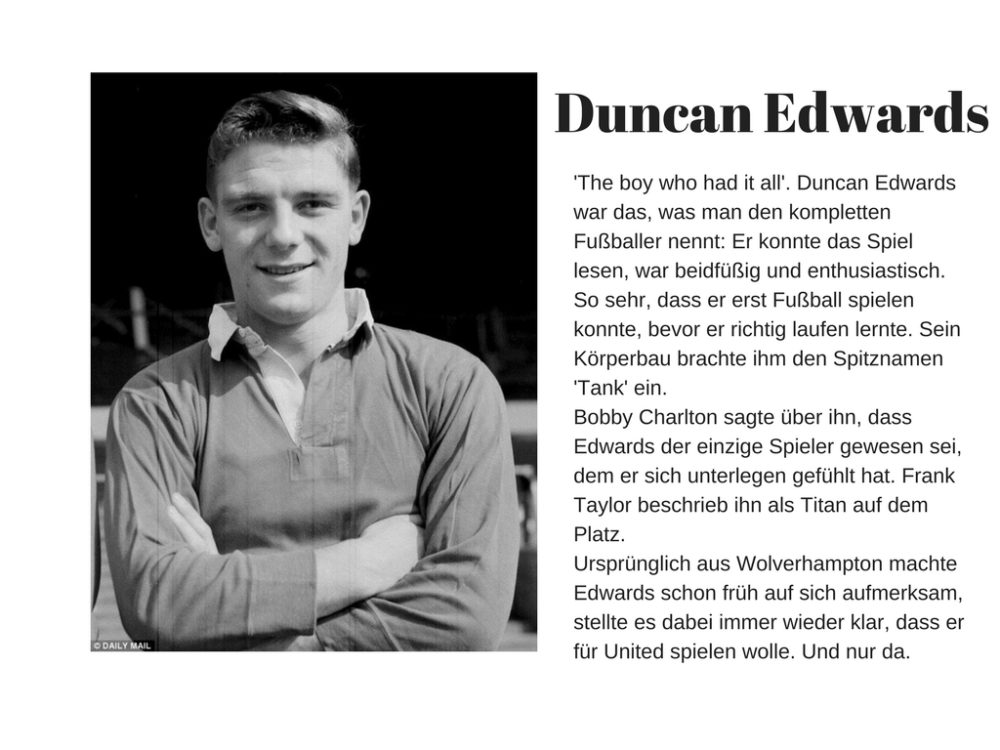 Duncan Edwards
'The boy who had it all'. Duncan Edwards
war das, was man den kompletten
Fußballer nennt: Er konnte das Spiel
lesen, war beidfüßig und enthusiastisch.
So sehr, dass er erst Fußball spielen
konnte, bevor er richtig laufen lernte. Sein
Körperbau brachte ihm den Spitznamen
'Tank' ein.
Bobby Charlton sagte über ihn, dass
Edwards der einzige Spieler gewesen sei,
dem er sich unterlegen gefühlt hat. Frank
Taylor beschrieb ihn als Titan auf dem
Platz.
Ursprünglich aus Wolverhampton machte
Edwards schon früh auf sich aufmerksam,
stellte es dabei immer wieder klar, dass er
für United spielen wolle. Und nur da.
© DAILY MAIL